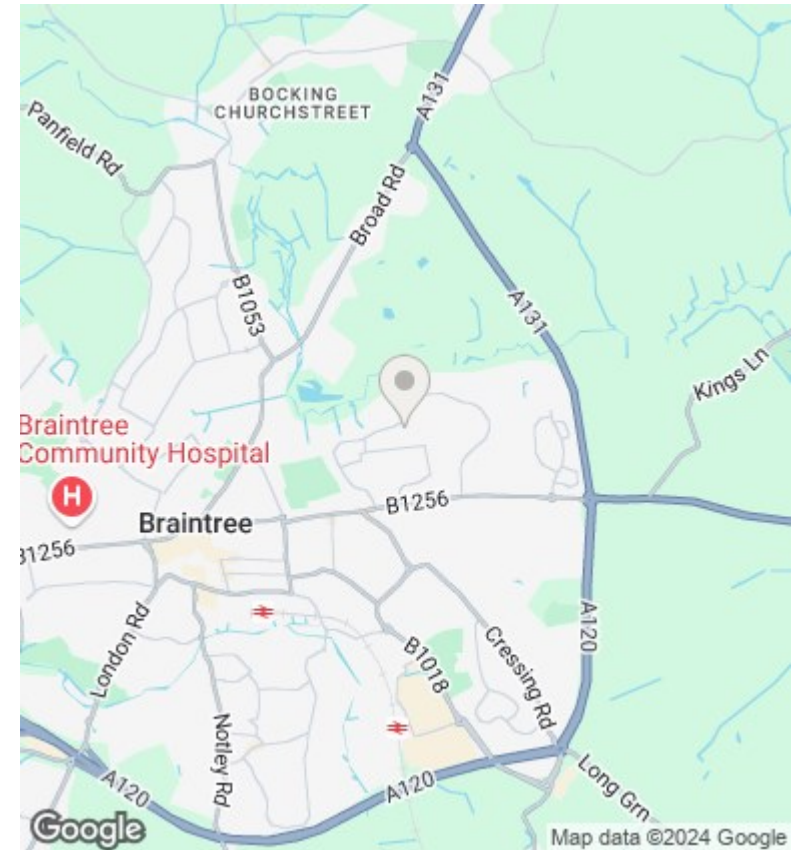 BOCKING
CHURCHSTREET
A131
Panfield Rd
Broad Rd
B1053
A131
Kings Ln
Braintree
Community Hospital
H
B1256
Braintree
B1256
London Rd
Cressing Rd
A120
B1018
Notley Rd
A120
A120
Long Grn
Google
Map data ©2024 Google